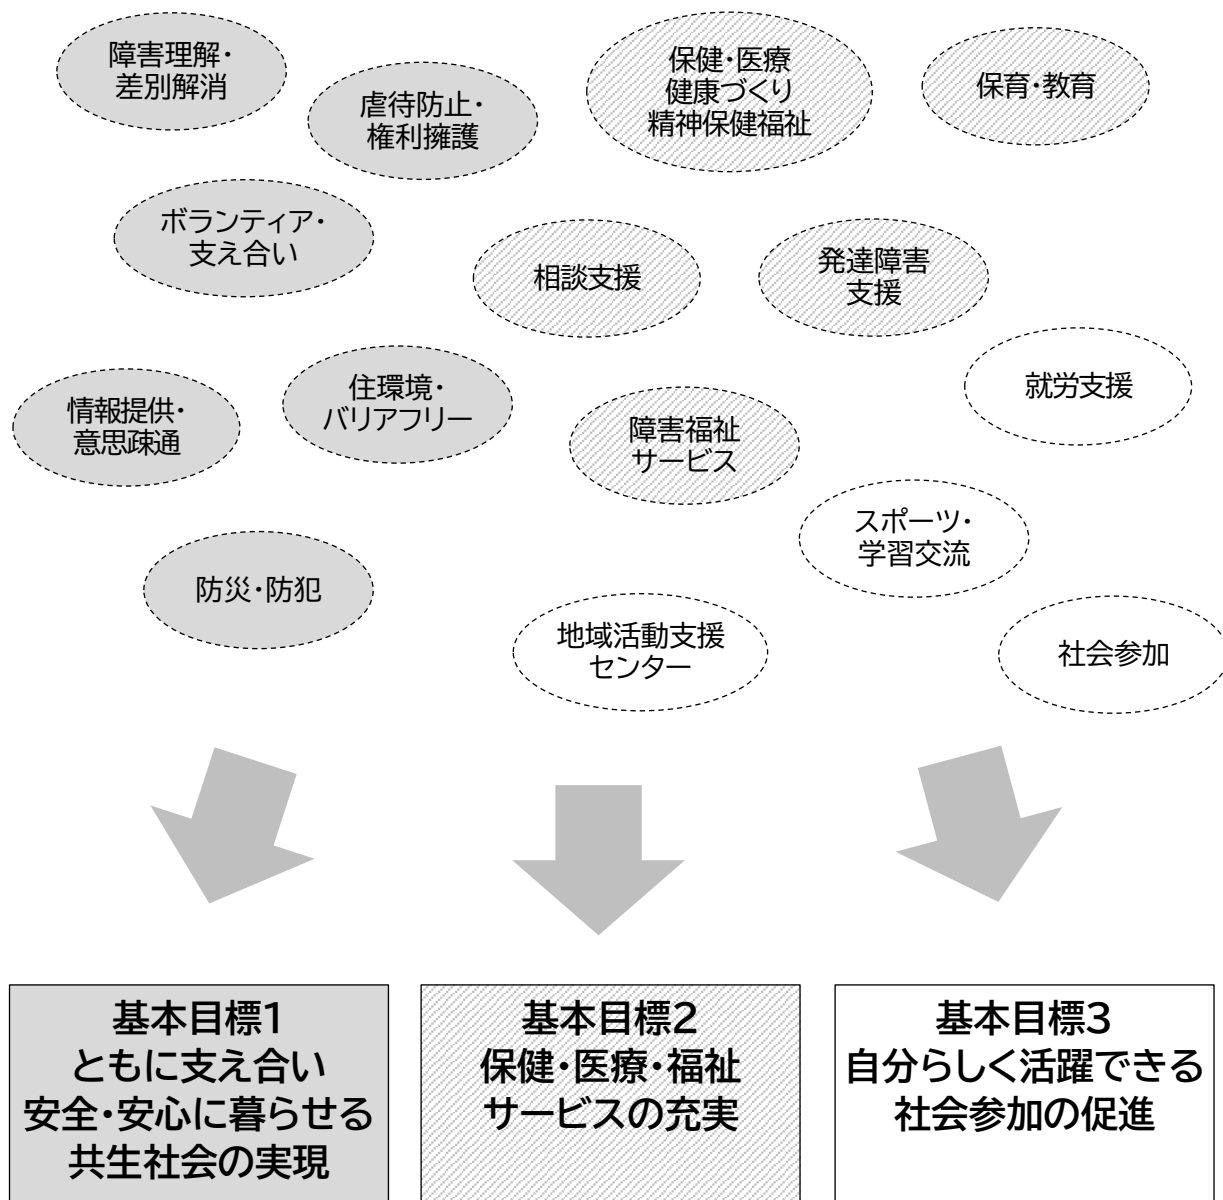 障害理解・
差別解消
虐待防止・
権利擁護
保健・医療
健康づくり
精神保健福祉
保育・教育
ボランティア・
支え合い
相談支援
発達障害
支援
就労支援
情報提供・
意思疎通
住環境・
バリアフリー
障害福祉
サービス
スポーツ・
学習交流
防災・防犯
地域活動支援
センター
社会参加
基本目標1
ともに支え合い
安全・安心に暮らせる
共生社会の実現
基本目標2
保健・医療・福祉
サービスの充実
基本目標3
自分らしく活躍できる
社会参加の促進